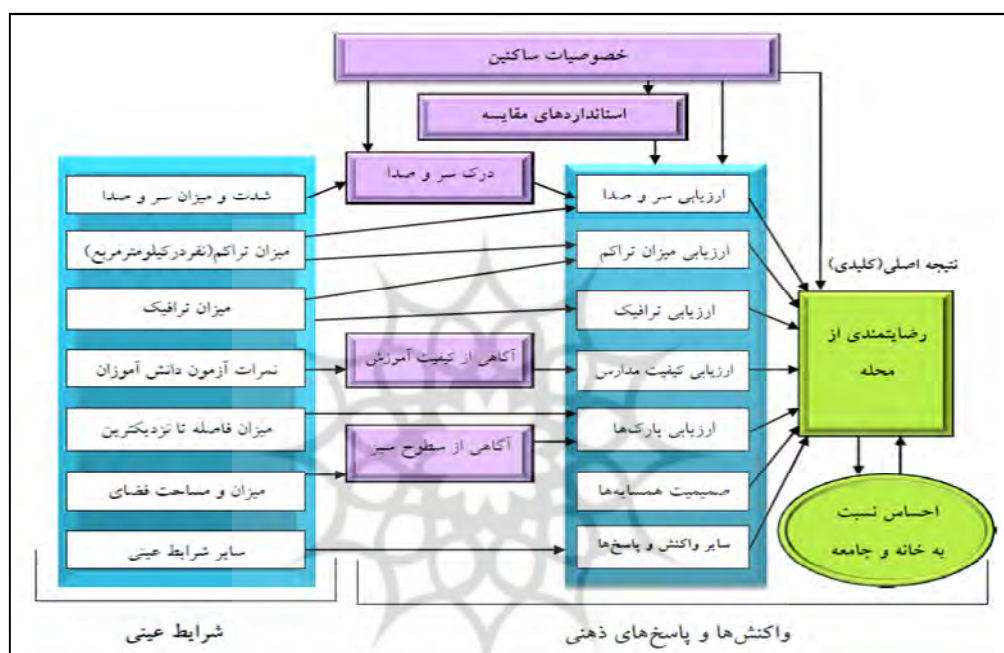 خصوصیات ساکنین
استانداردهای مقایسه
درک سر و صدا
شدت و میزان سر و صدا
ارزیابی سر و صدا
میزان تراکم(نفردرکیلومترمربع)
ارزیابی میزان تراکم
نتیجه اصلی(کلیدی)
میزان ترافیک
ارزیابی ترافیک
رضایتمندی از
محله
نمرات آزمون دانش آموزان
آگاهی از کیفیت آموزش
ارزیابی کیفیت مدارس
میزان فاصله تا نزدیکترین
آگاهی از سطوح سبز
ارزیابی پارک‌ها
میزان و مساحت فضای
صمیمیت همسایه‌ها
احساس نسبت
به خانه و جامعه
سایر شرایط عینی
سایر واکنش و پاسخ‌ها
شرایط عینی
واکنش‌ها و پاسخ‌های ذهنی